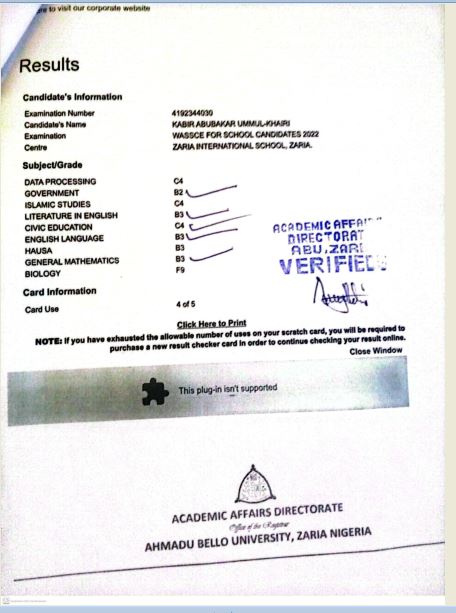 to visit our corporate website
Results
Candidate's Information
Examination Number 4192344030
Candidate's Name KABIR ABUBAKAR UMMUL-KHAIRI
Examination WASSCE FOR SCHOOL CANDIDATES 2022
Centre ZARIA INTERNATIONAL SCHOOL, ZARIA.
Subject/Grade
DATA PROCESSING C4
GOVERNMENT B2
ISLAMIC STUDIES C4
LITERATURE IN ENGLISH B3
CIVIC EDUCATION C4
ENGLISH LANGUAGE B3
HAUSA B3
GENERAL MATHEMATICS B3
BIOLOGY F9
ACADEMIC AFFAI
DIRECTORAT
ABU, ZARI
VERIFIED
Card Information
Card Use 4 of 5
Click Here to Print
NOTE: If you have exhausted the allowable number of uses on your scratch card, you will be required to
purchase a new result checker card in order to continue checking your result online.
Close Window
This plug-in isn't supported
ACADEMIC AFFAIRS DIRECTORATE
Office of the Registrar
AHMADU BELLO UNIVERSITY, ZARIA NIGERIA